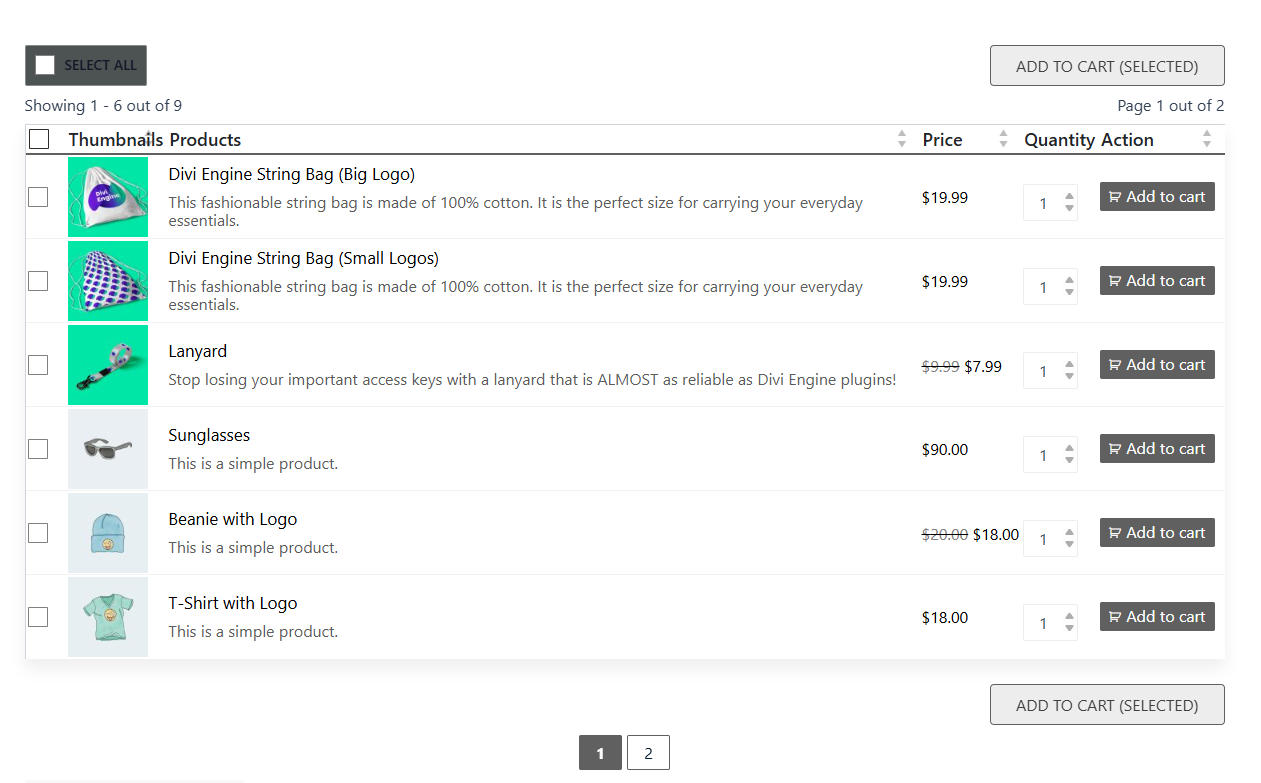 SELECT ALL
ADD TO CART (SELECTED)
Showing 1 - 6 out of 9
Page 1 out of 2
Thumbnails Products Price Quantity Action
Divi Engine
Divi Engine String Bag (Big Logo)
This fashionable string bag is made of 100% cotton. It is the perfect size for carrying your everyday
essentials.
$19.99
1
Add to cart
Divi Engine String Bag (Small Logos)
This fashionable string bag is made of 100% cotton. It is the perfect size for carrying your everyday
essentials.
$19.99
1
Add to cart
Lanyard
Stop losing your important access keys with a lanyard that is ALMOST as reliable as Divi Engine plugins!
$9.99 $7.99
1
Add to cart
Sunglasses
This is a simple product.
$90.00
1
Add to cart
Beanie with Logo
This is a simple product.
$20.00 $18.00
1
Add to cart
T-Shirt with Logo
This is a simple product.
$18.00
1
Add to cart
ADD TO CART (SELECTED)
1 2